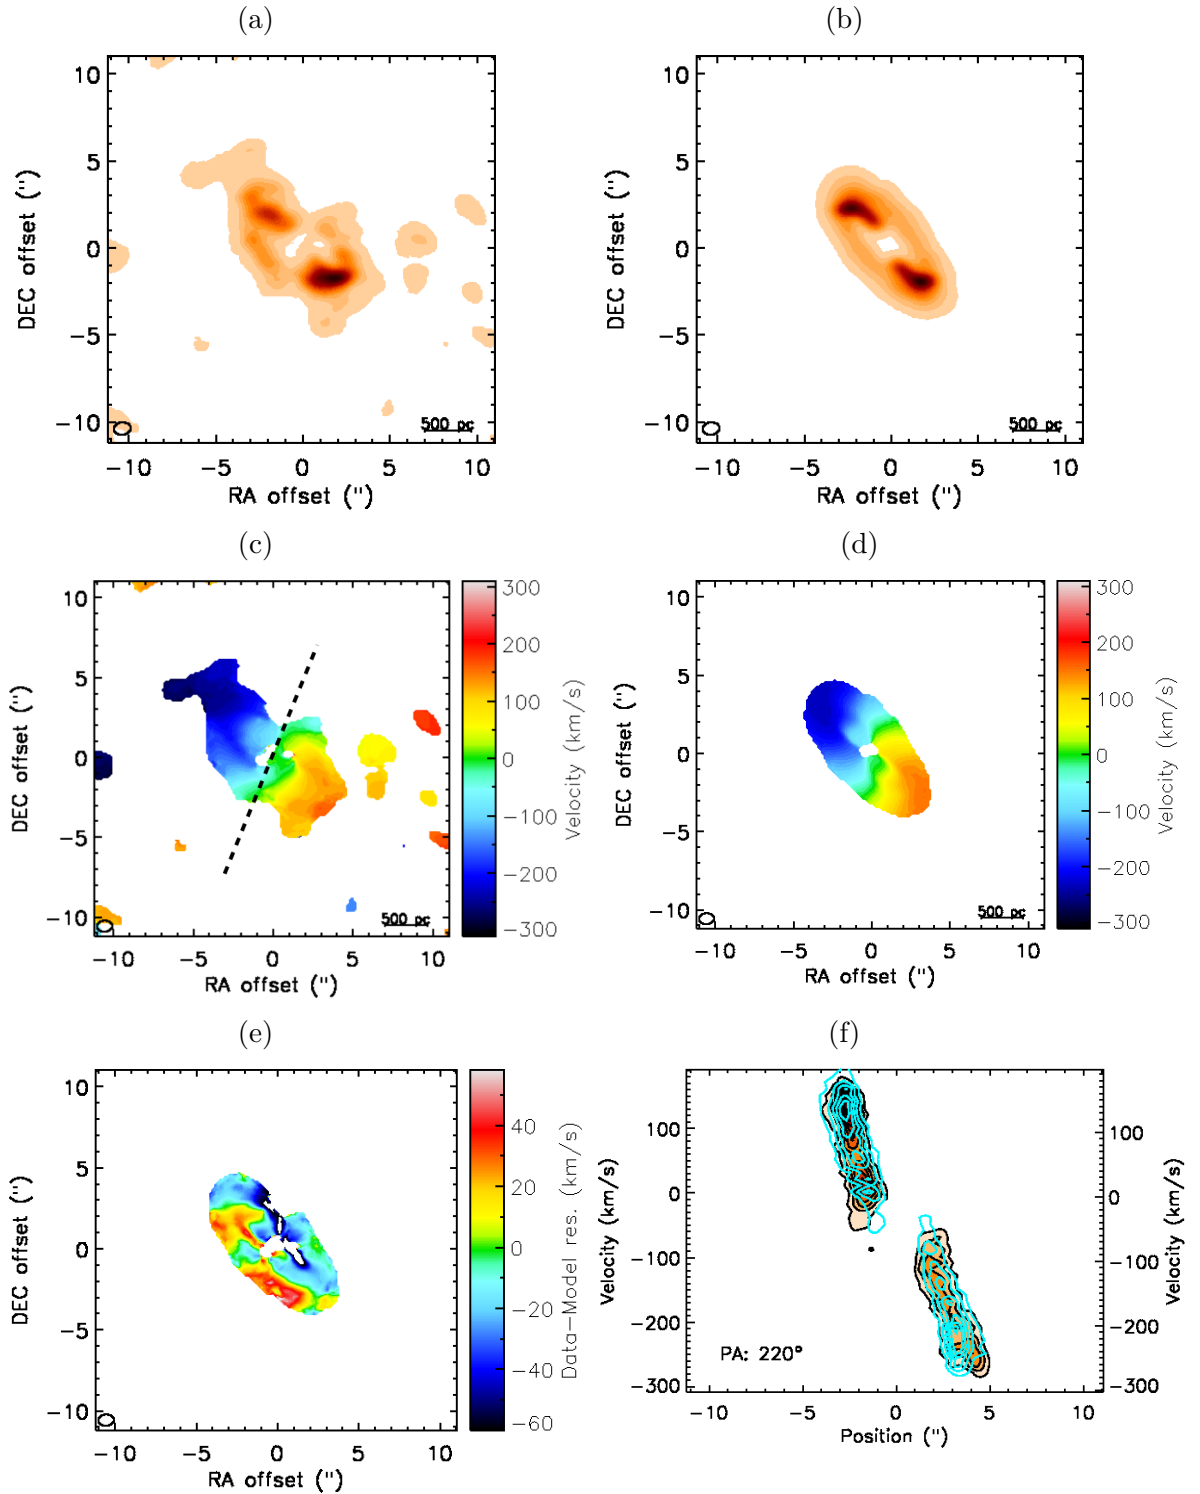 (a)
(b)
10
5
0
−5
−10
DEC offset (")
500 pc
−10 −5 0 5 10
RA offset (")
10
5
0
−5
−10
DEC offset (")
500 pc
−10 −5 0 5 10
RA offset (")
(c)
(d)
10
5
0
−5
−10
DEC offset (")
500 pc
−10 −5 0 5 10
RA offset (")
300
200
100
0
−100
−200
−300
Velocity (km/s)
10
5
0
−5
−10
DEC offset (")
500 pc
−10 −5 0 5 10
RA offset (")
300
200
100
0
−100
−200
−300
Velocity (km/s)
(e)
(f)
10
5
0
−5
−10
DEC offset (")
−10 −5 0 5 10
RA offset (")
40
20
0
−20
−40
−60
Data−Model res. (km/s)
100
0
−100
−200
−300
Velocity (km/s)
PA: 220°
−10 −5 0 5 10
Position (")
100
0
−100
−200
−300
Velocity (km/s)